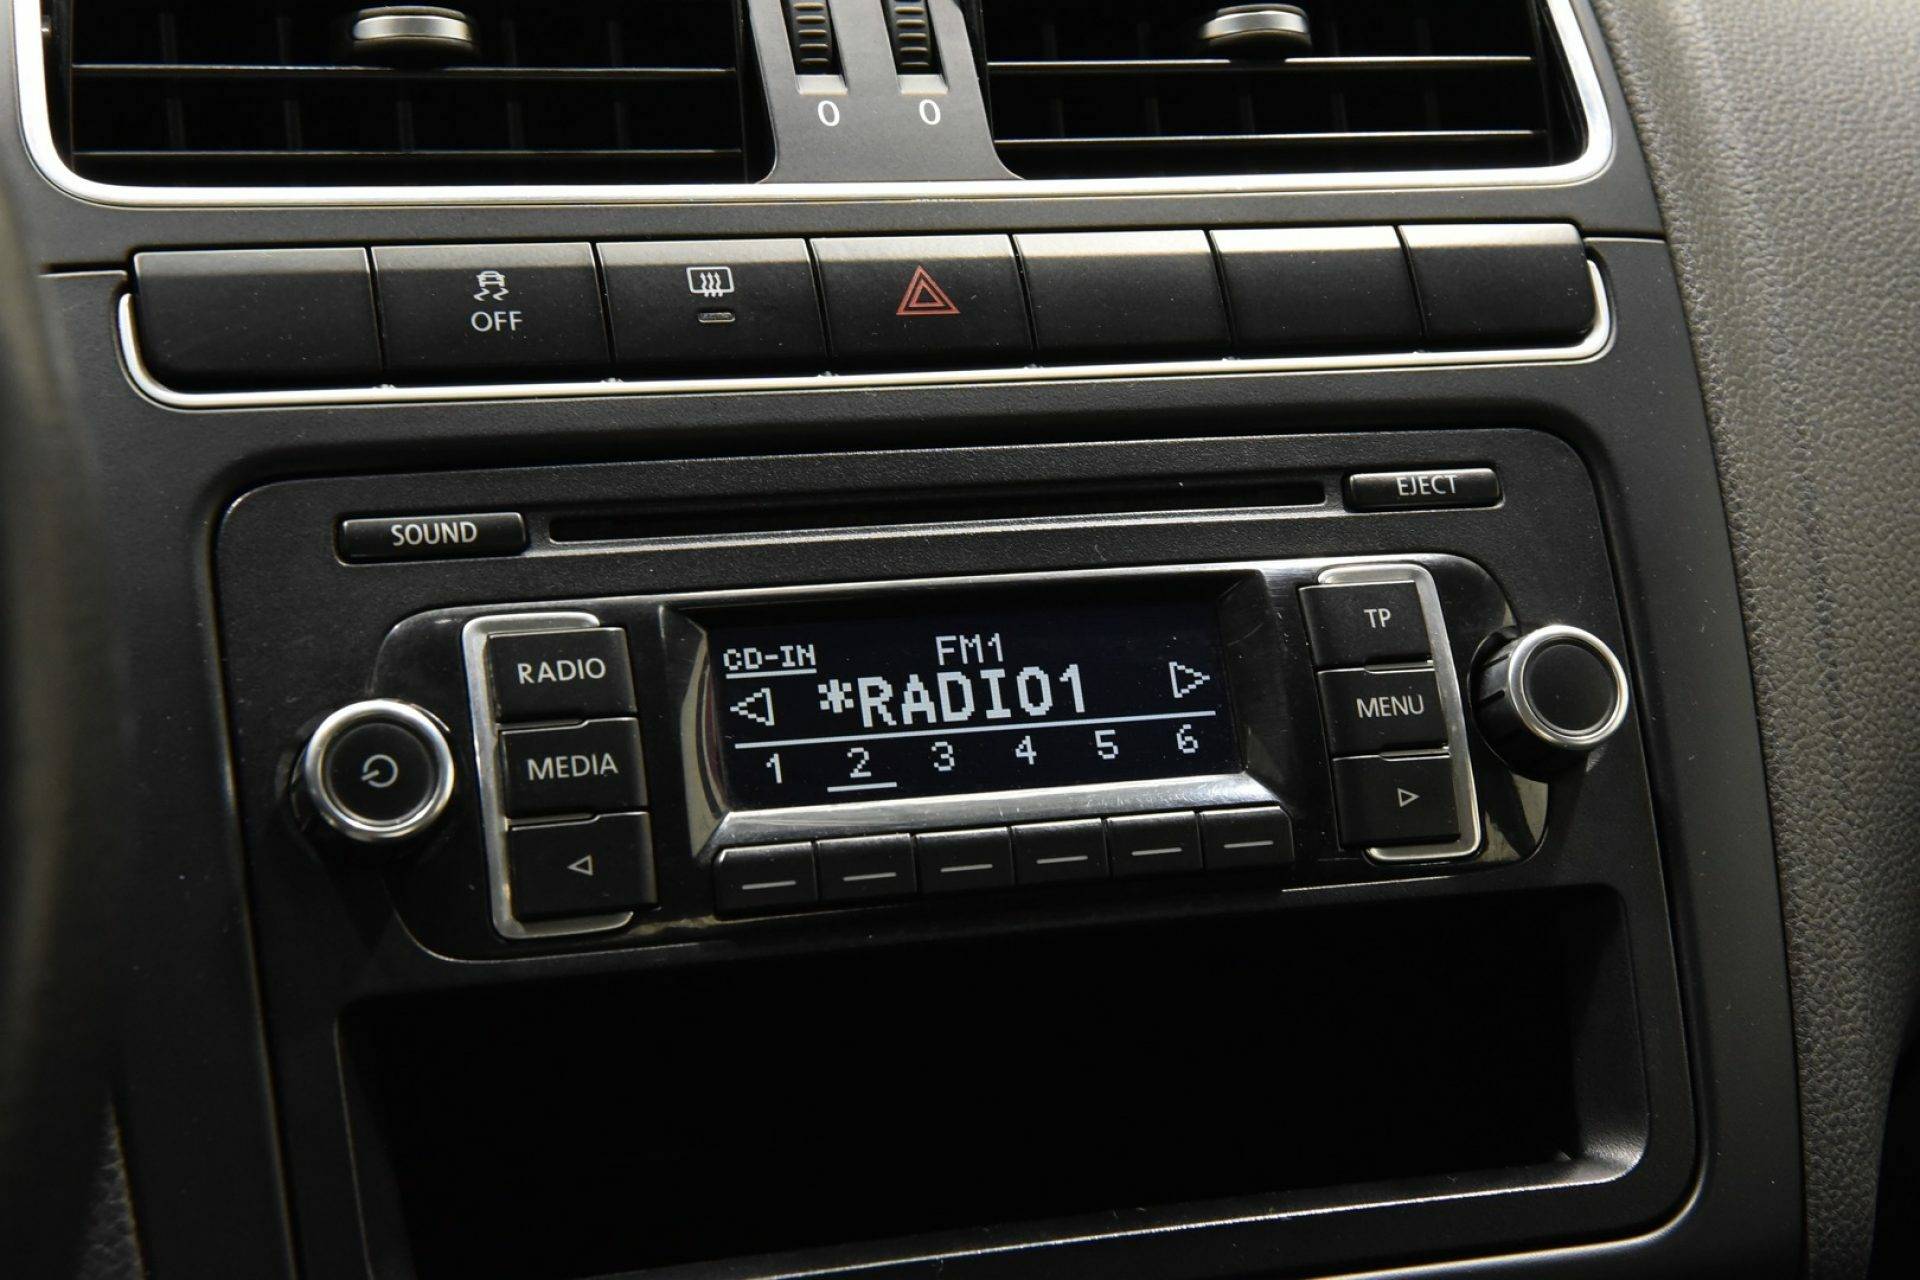 0 0
OFF
SOUND
EJECT
RADIO
MEDIA
CD-IN
FM1
*RADIO1
1 2 3 4 5 6
TP
MENU